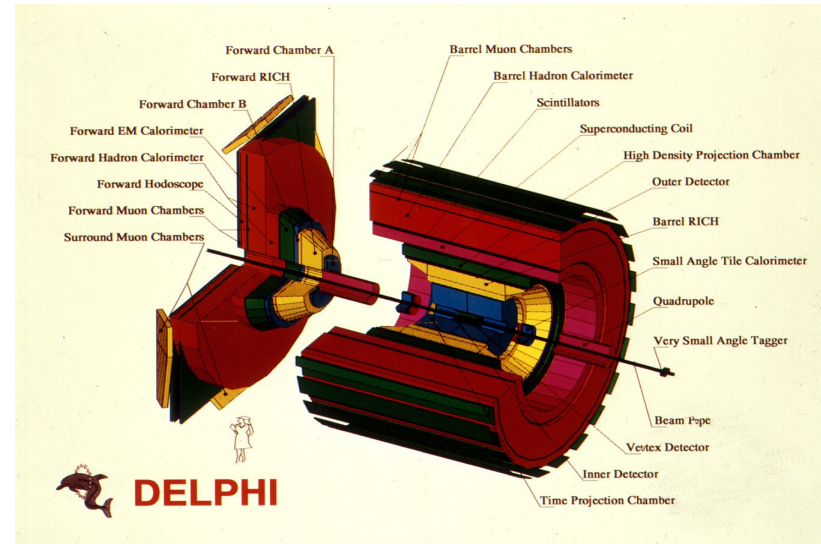 Forward Chamber A
Forward RICH
Forward Chamber B
Forward EM Calorimeter
Forward Hadron Calorimeter
Forward Hodoscope
Forward Muon Chambers
Surround Muon Chambers
Barrel Muon Chambers
Barrel Hadron Calorimeter
Scintillators
Superconducting Coil
High Density Projection Chamber
Outer Detector
Barrel RICH
Small Angle Tile Calorimeter
Quadrupole
Very Small Angle Tagger
Beam Pipe
Vertex Detector
Inner Detector
Time Projection Chamber
DELPHI